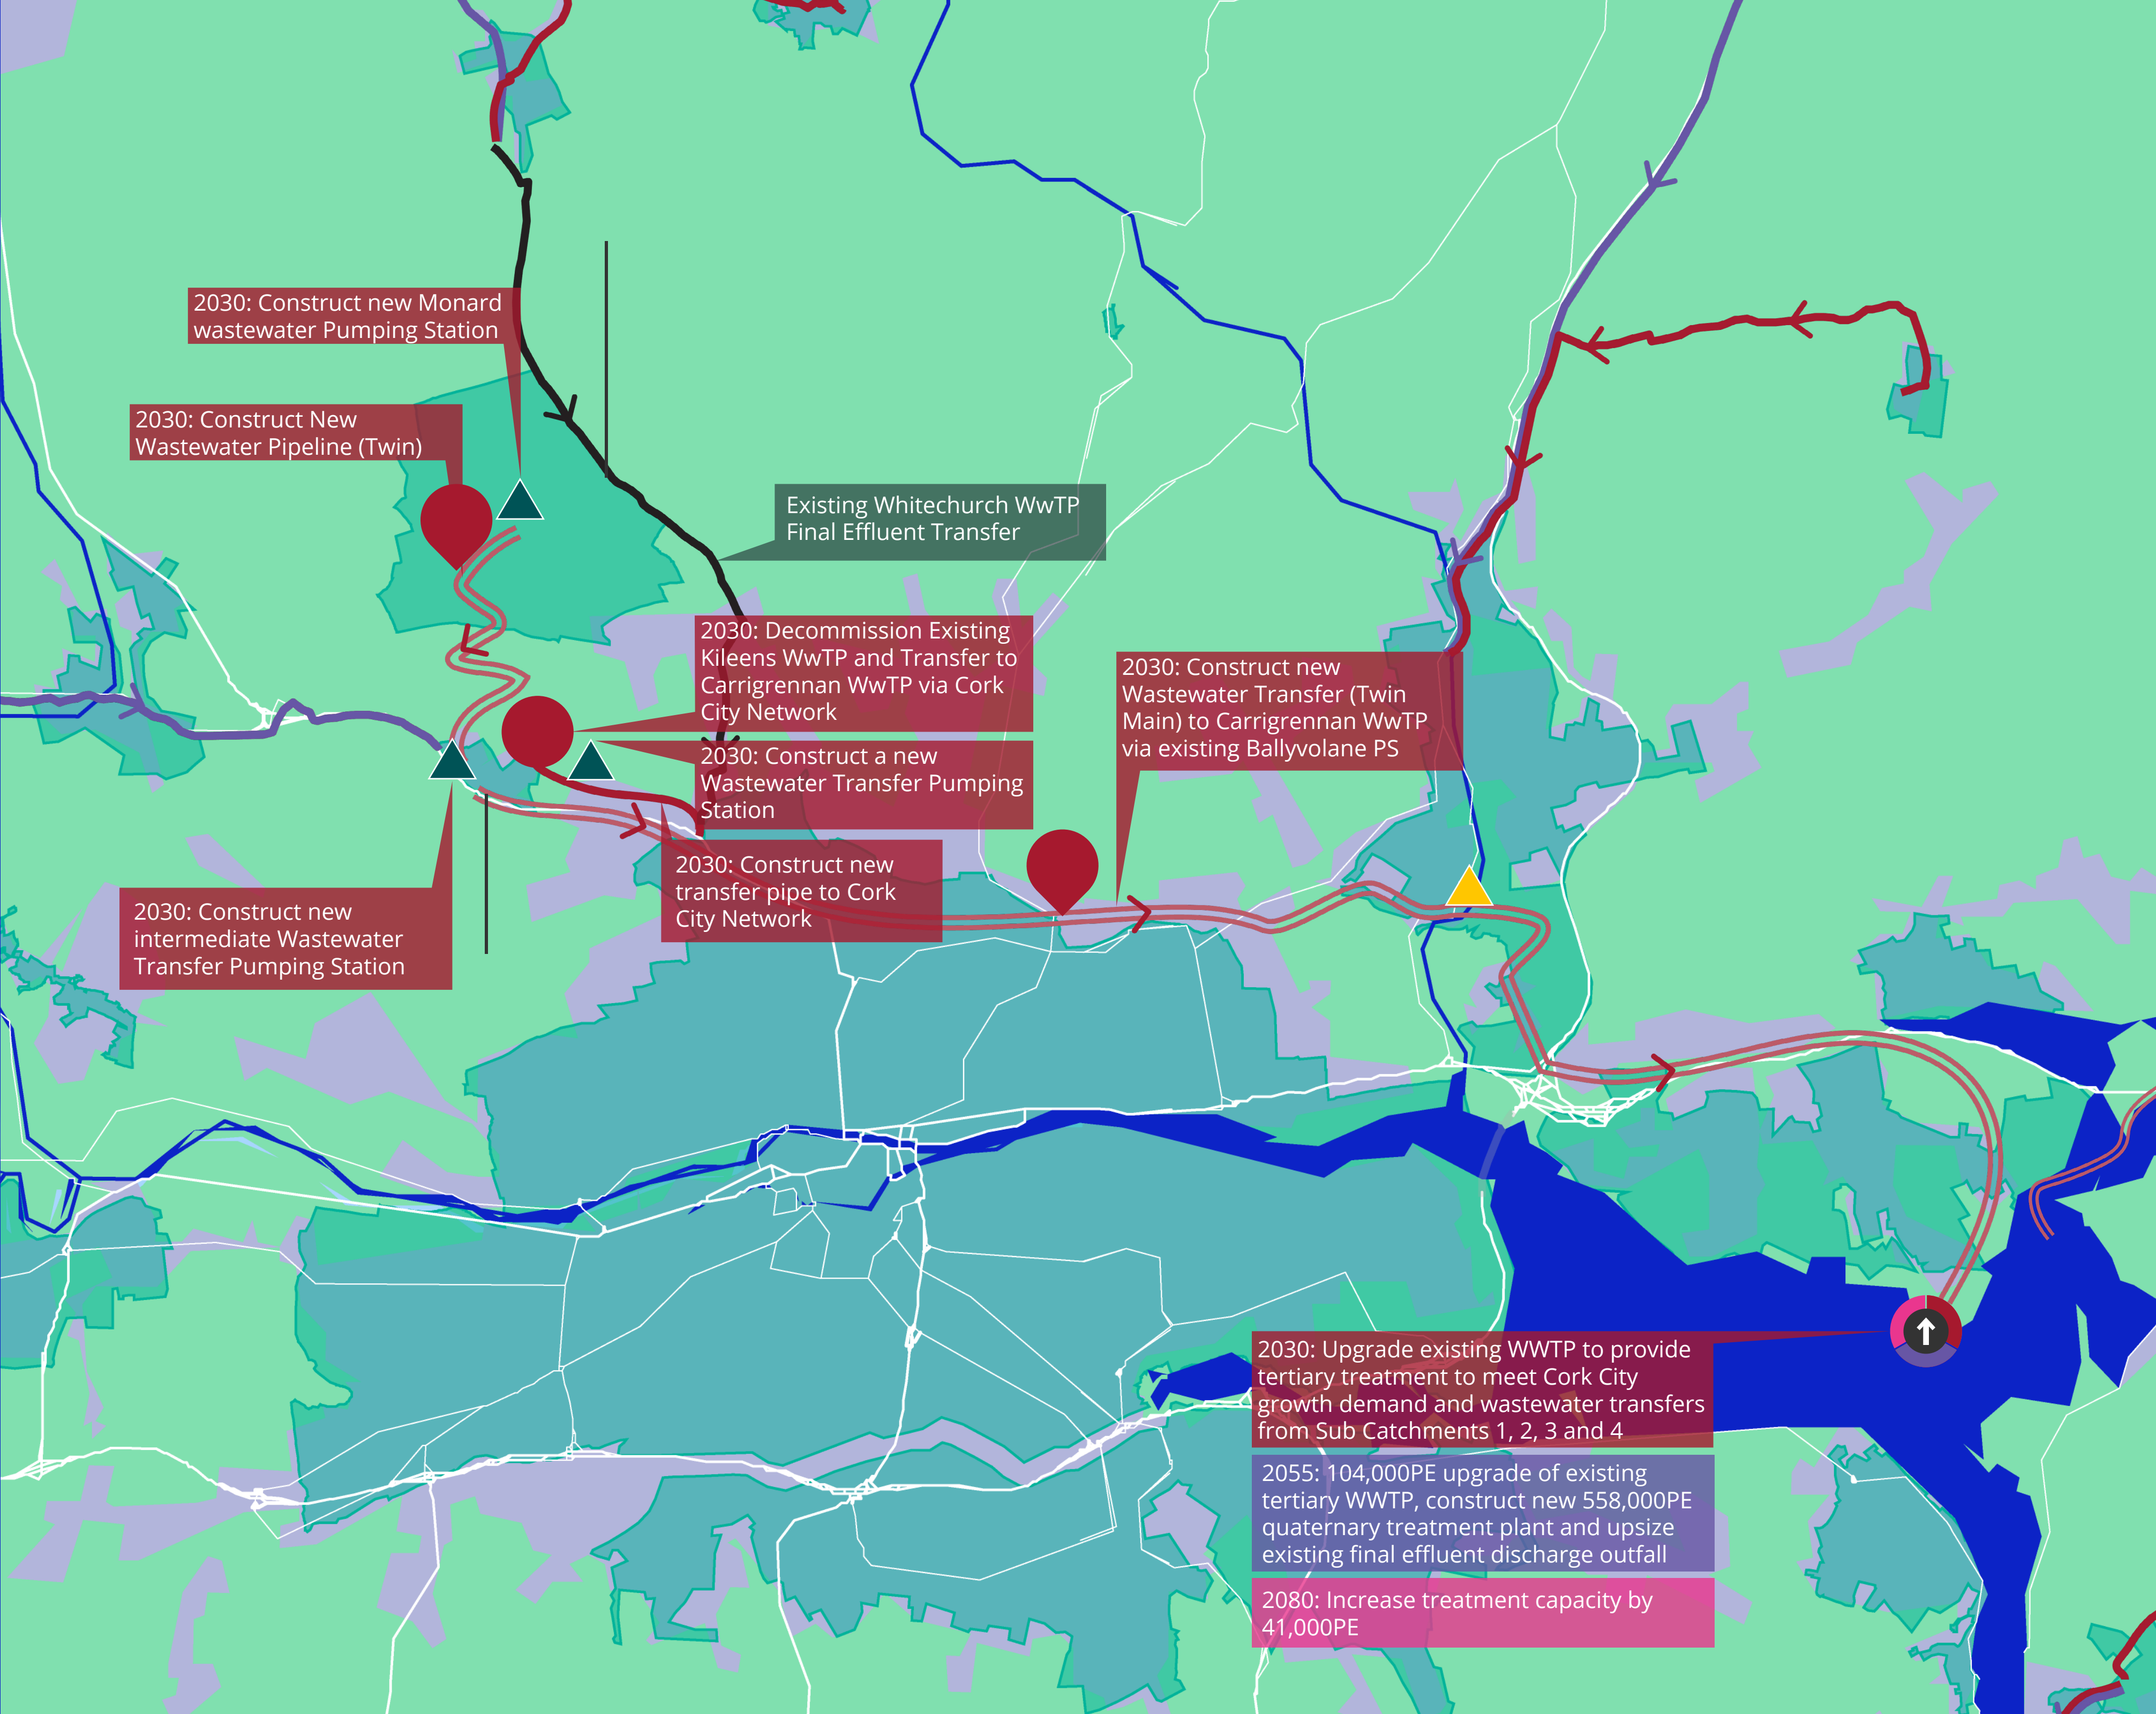 2030: Construct new Monard
wastewater Pumping Station
2030: Construct New
Wastewater Pipeline (Twin)
Existing Whitechurch WwTP
Final Effluent Transfer
2030: Decommission Existing
Kileens WwTP and Transfer to
Carrigrennan WwTP via Cork
City Network
2030: Construct new
Wastewater Transfer (Twin
Main) to Carrigrennan WwTP
via existing Ballyvolane PS
2030: Construct a new
Wastewater Transfer Pumping
Station
2030: Construct new
transfer pipe to Cork
City Network
2030: Construct new
intermediate Wastewater
Transfer Pumping Station
2030: Upgrade existing WWTP to provide
tertiary treatment to meet Cork City
growth demand and wastewater transfers
from Sub Catchments 1, 2, 3 and 4
2055: 104,000PE upgrade of existing
tertiary WWTP, construct new 558,000PE
quaternary treatment plant and upsize
existing final effluent discharge outfall
2080: Increase treatment capacity by
41,000PE